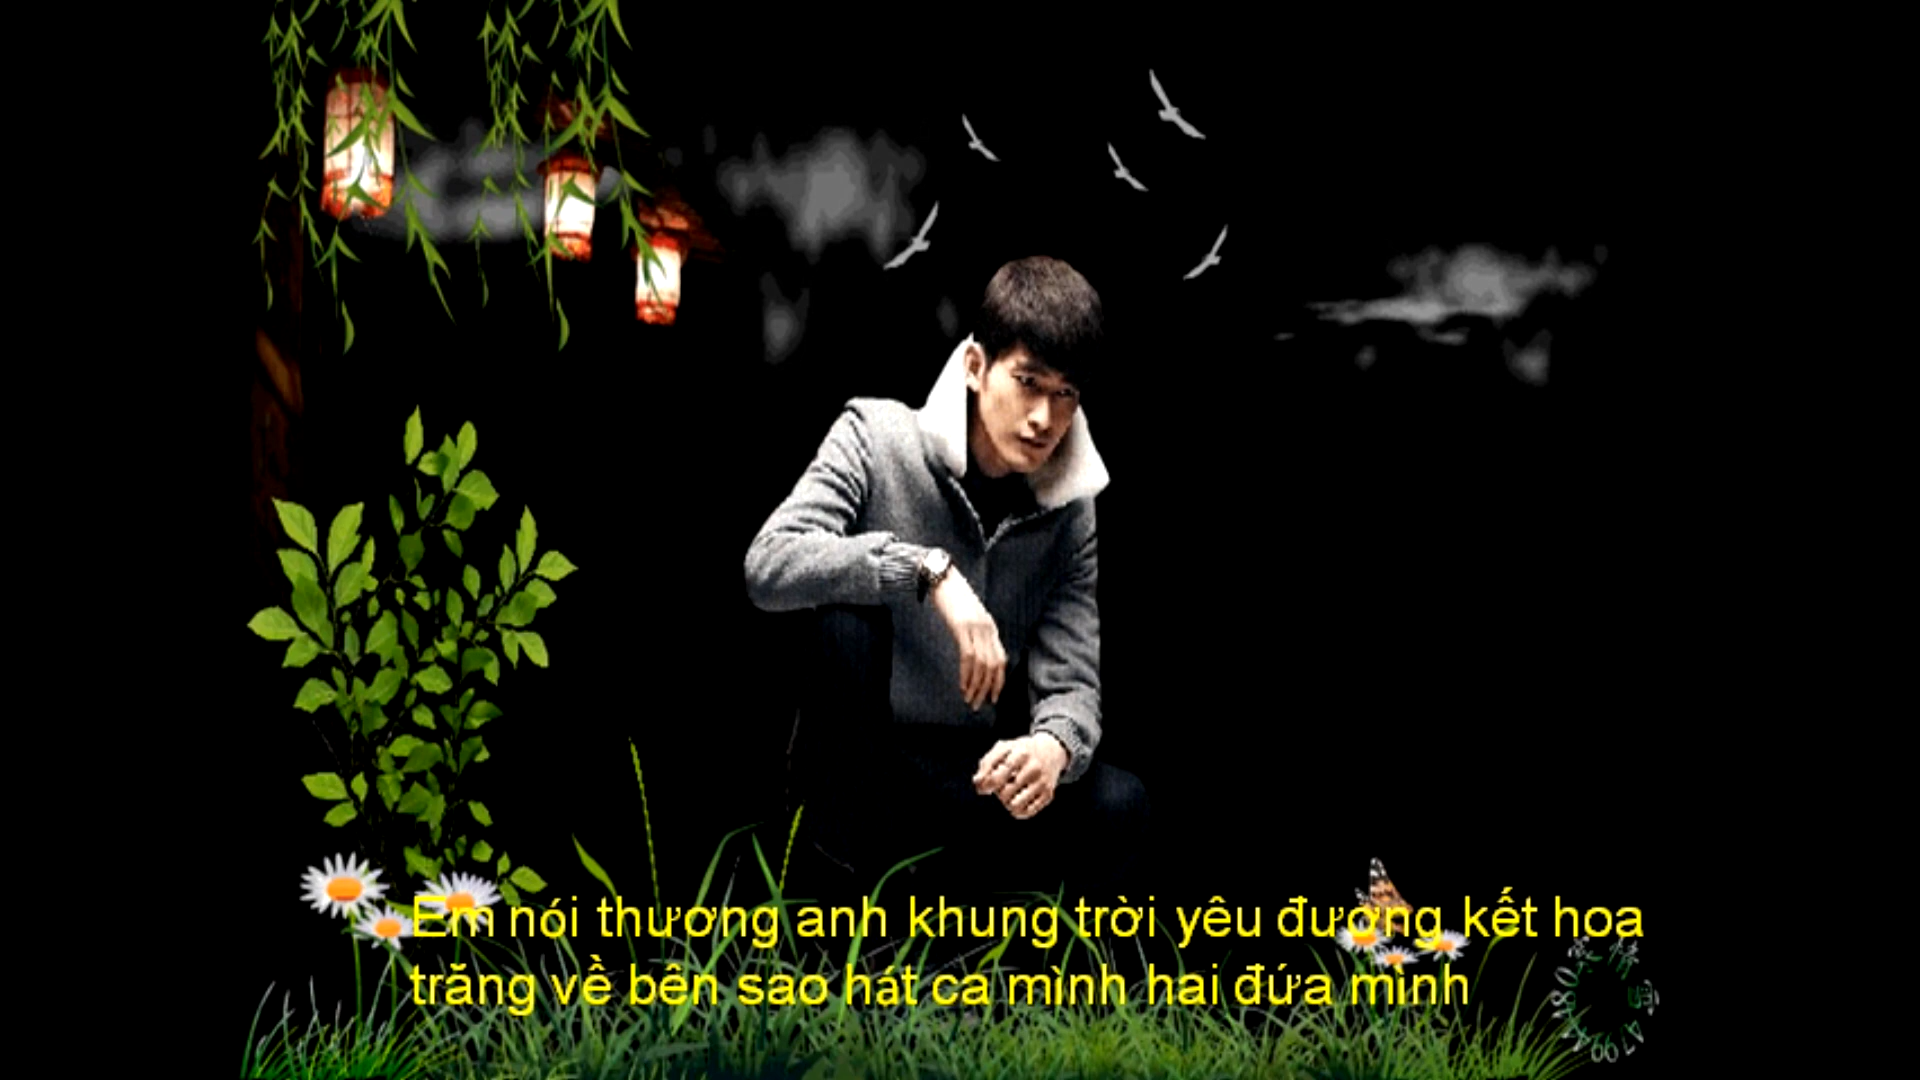 Em nói thương anh khung trời yêu đương kết hoa
trăng về bên sao hát ca mình hai đứa mình